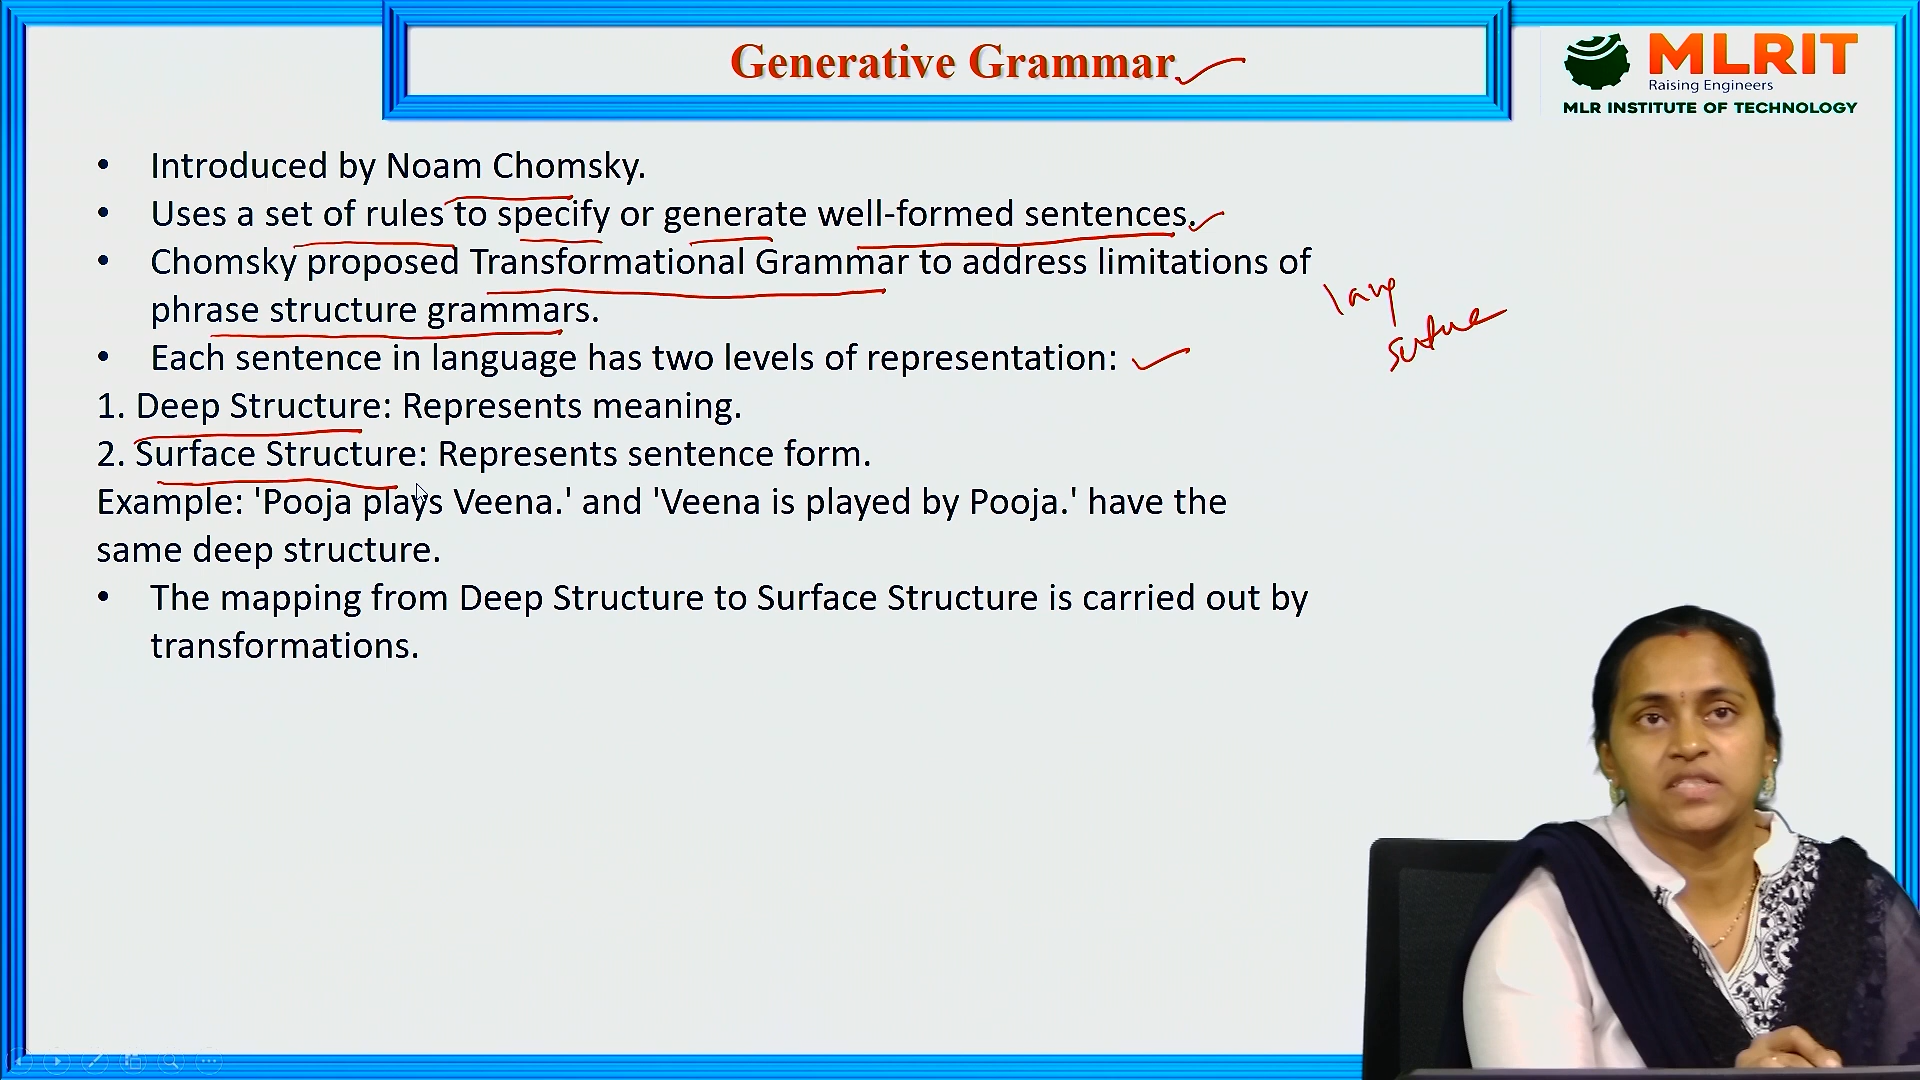 Generative Grammar
MLRIT
Raising Engineers
MLR INSTITUTE OF TECHNOLOGY
• Introduced by Noam Chomsky.
• Uses a set of rules to specify or generate well-formed sentences.
• Chomsky proposed Transformational Grammar to address limitations of
phrase structure grammars.
• Each sentence in language has two levels of representation:
1. Deep Structure: Represents meaning.
2. Surface Structure: Represents sentence form.
Example: 'Pooja plays Veena.' and 'Veena is played by Pooja.' have the
same deep structure.
• The mapping from Deep Structure to Surface Structure is carried out by
transformations.